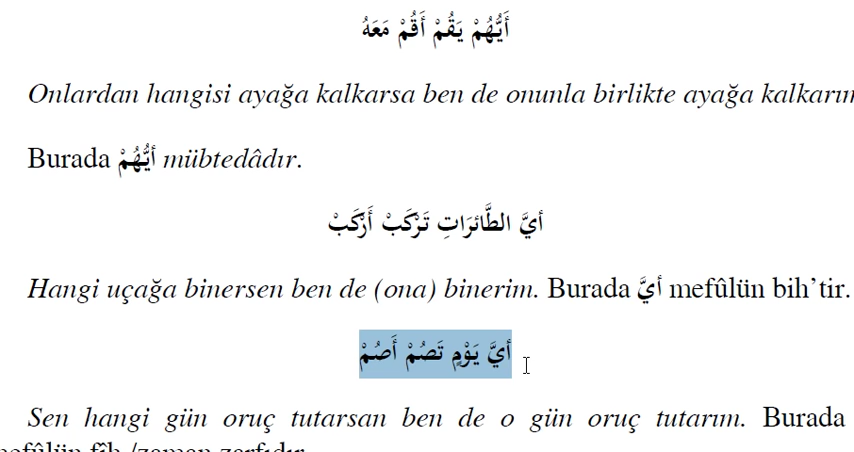 أَيُّهُمْ يَقُمْ أَقُمْ مَعَهُ
Onlardan hangisi ayağa kalkarsa ben de onunla birlikte ayağa
Burada أيُّهُمْ mübtedâdır.
أيَّ الطَّائرَاتِ تَرْكَبْ أَرْكَبْ
Hangi uçağa binersen ben de (ona) binerim. Burada أيَّ mefûlün bih’tir.
أيَّ يَوْمٍ تَصُمْ أَصُمْ
Sen hangi gün oruç tutarsan ben de o gün oruç tutarım. Burada